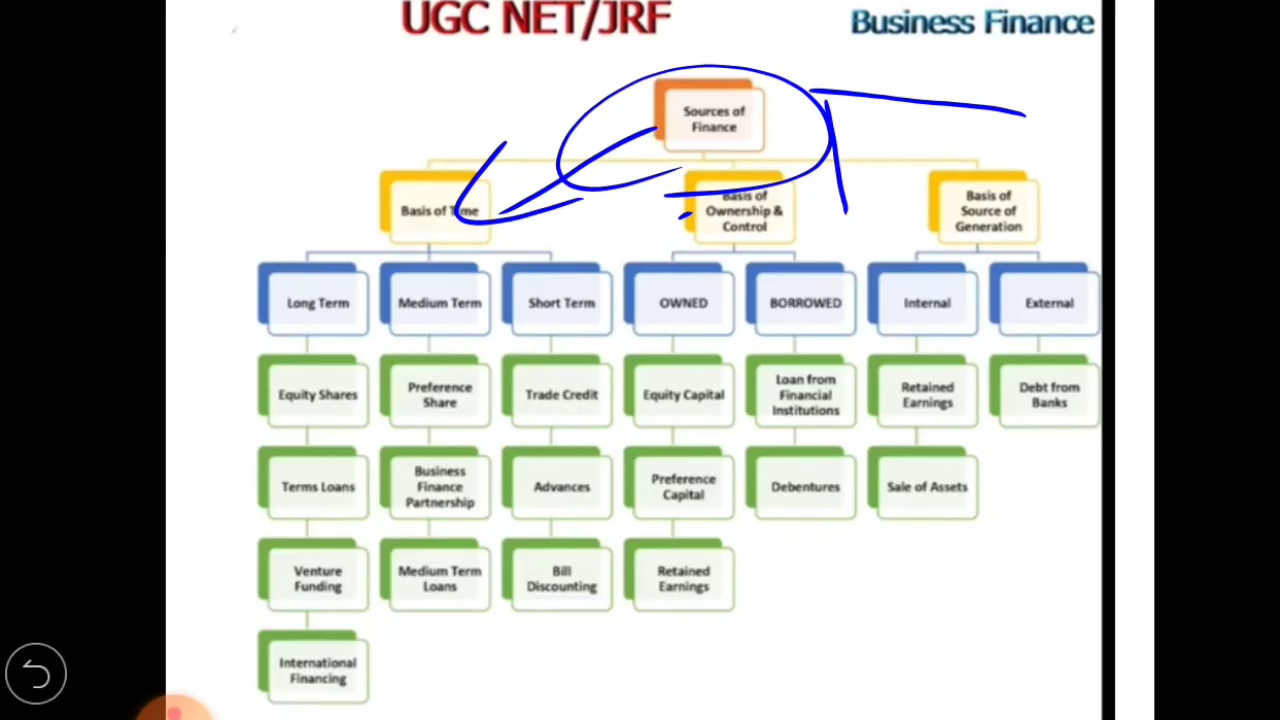 UGC NET/JRF
Business Finance
Sources of
Finance
Basis of Time
Basis of
Ownership &
Control
Basis of
Source of
Generation
Long Term
Medium Term
Short Term
OWNED
BORROWED
Internal
External
Equity Shares
Preference
Share
Trade Credit
Equity Capital
Loan from
Financial
Institutions
Retained
Earnings
Debt from
Banks
Terms Loans
Business
Finance
Partnership
Advances
Preference
Capital
Debentures
Sale of Assets
Venture
Funding
Medium Term
Loans
Bill
Discounting
Retained
Earnings
International
Financing